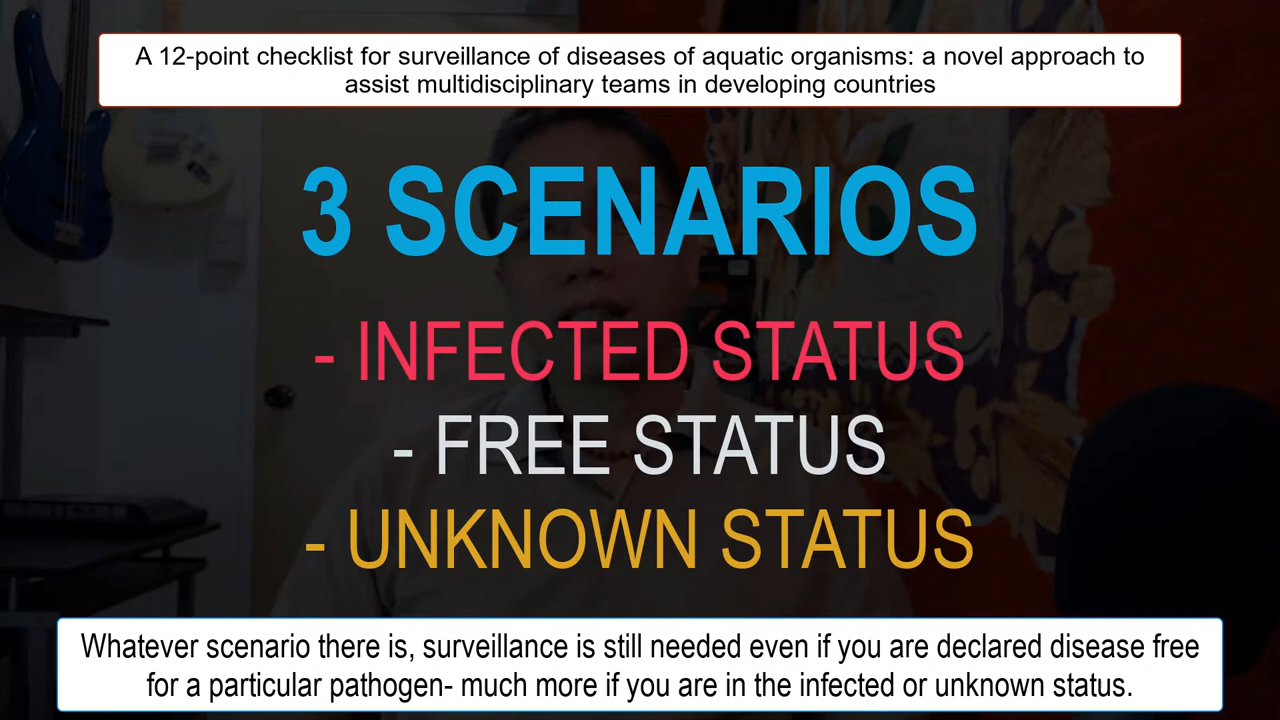 A 12-point checklist for surveillance of diseases of aquatic organisms: a novel approach to
assist multidisciplinary teams in developing countries
3 SCENARIOS
- INFECTED STATUS
- FREE STATUS
- UNKNOWN STATUS
Whatever scenario there is, surveillance is still needed even if you are declared disease free
for a particular pathogen- much more if you are in the infected or unknown status.